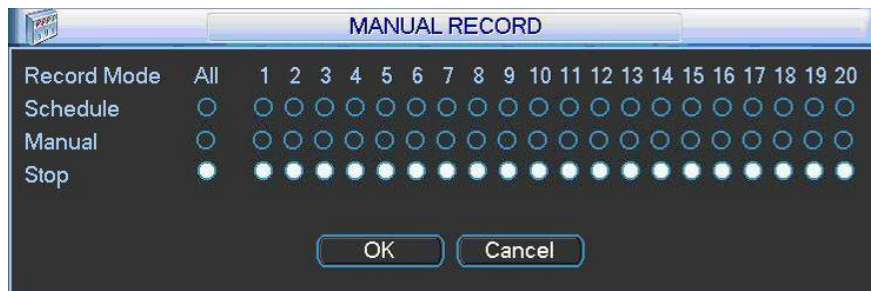 MANUAL RECORD
Record Mode All 1 2 3 4 5 6 7 8 9 10 11 12 13 14 15 16 17 18 19 20
Schedule
Manual
Stop
OK Cancel